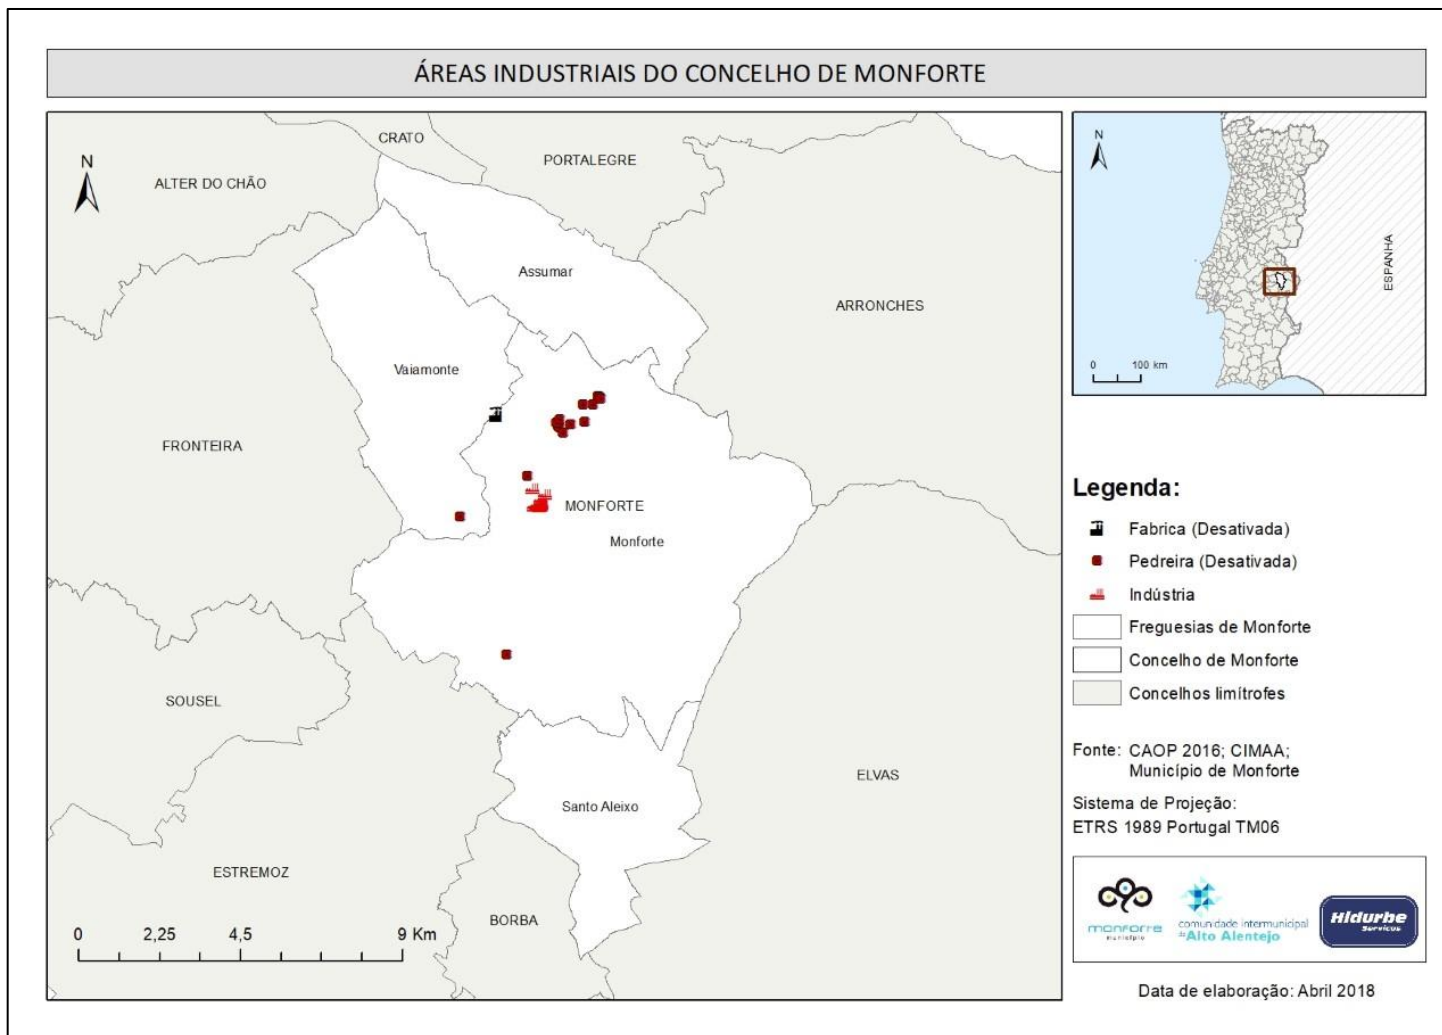 ÁREAS INDUSTRIAIS DO CONCELHO DE MONFORTE
N
CRATO
PORTALEGRE
ALTER DO CHÃO
Assumar
ARRONCHES
Vaiamonte
FRONTEIRA
MONFORTE
Monforte
SOUSEL
ELVAS
Santo Aleixo
ESTREMOZ
BORBA
0 2,25 4,5 9 Km
N
ESPANHA
0 100 km
Legenda:
Fabrica (Desativada)
Pedreira (Desativada)
Indústria
Freguesias de Monforte
Concelho de Monforte
Concelhos limítrofes
Fonte: CAOP 2016; CIMAA;
Município de Monforte
Sistema de Projeção:
ETRS 1989 Portugal TM06
monforte
município
comunidade intermunicipal
do Alto Alentejo
Hidurbe
Serviços
Data de elaboração: Abril 2018